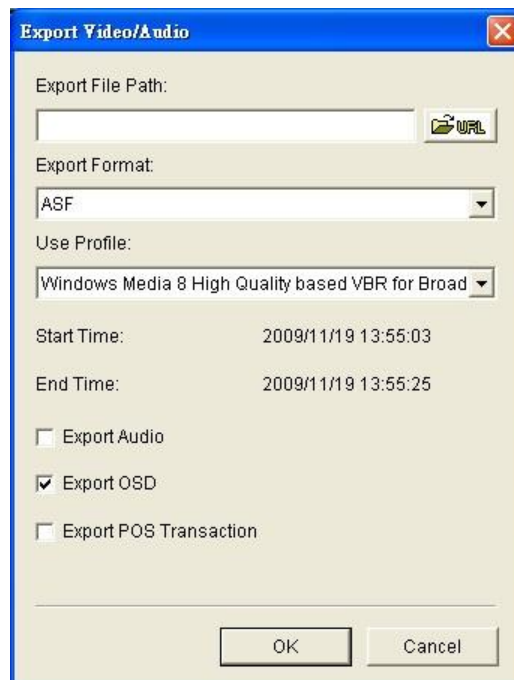 Export Video/Audio
Export File Path:
URL
Export Format:
ASF
Use Profile:
Windows Media 8 High Quality based VBR for Broad
Start Time: 2009/11/19 13:55:03
End Time: 2009/11/19 13:55:25
Export Audio
Export OSD
Export POS Transaction
OK Cancel